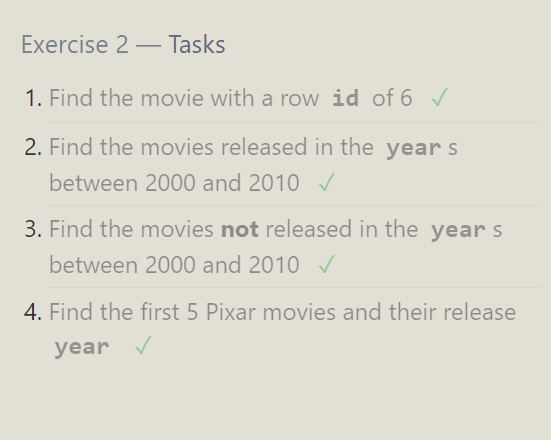 Exercise 2 — Tasks
1. Find the movie with a row id of 6 ✓
2. Find the movies released in the year s
between 2000 and 2010 ✓
3. Find the movies not released in the year s
between 2000 and 2010 ✓
4. Find the first 5 Pixar movies and their release
year ✓